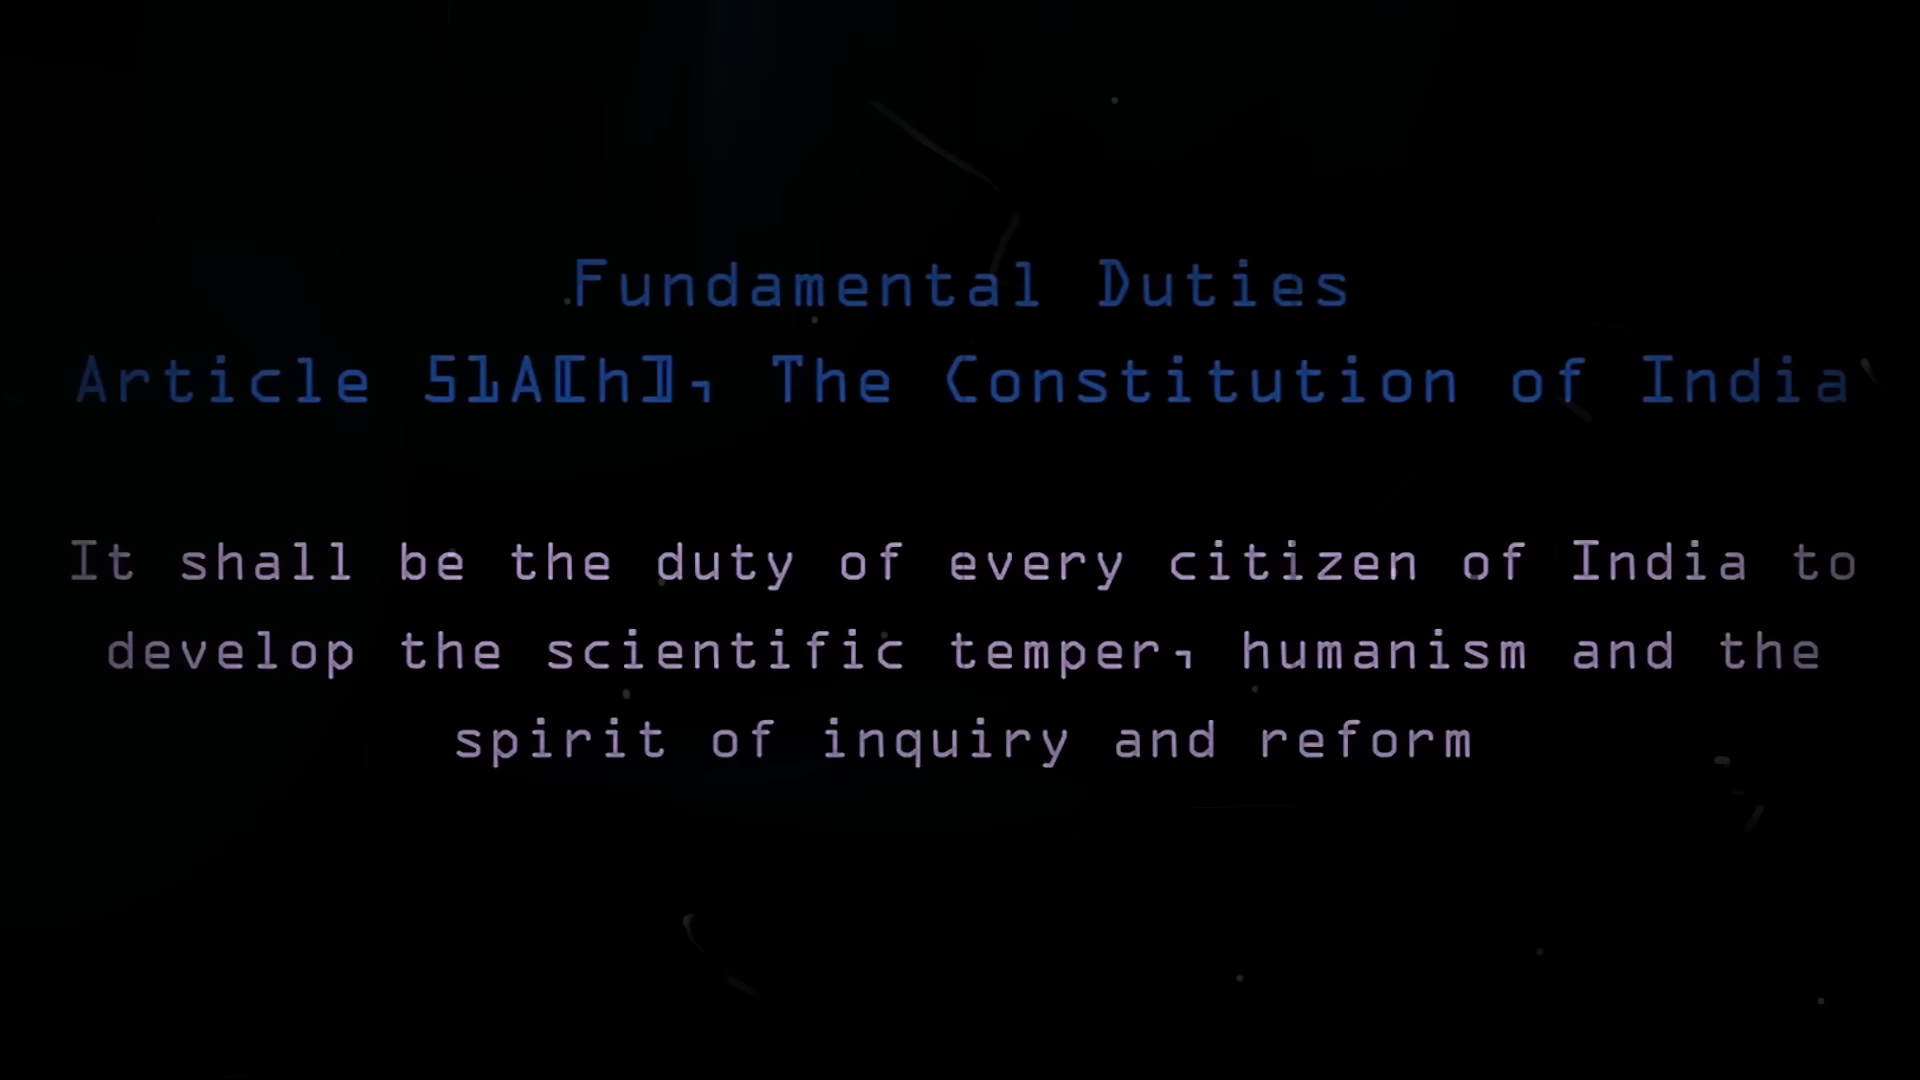 Fundamental Duties
Article 51A[h], The Constitution of India
It shall be the duty of every citizen of India to
develop the scientific temper, humanism and the
spirit of inquiry and reform